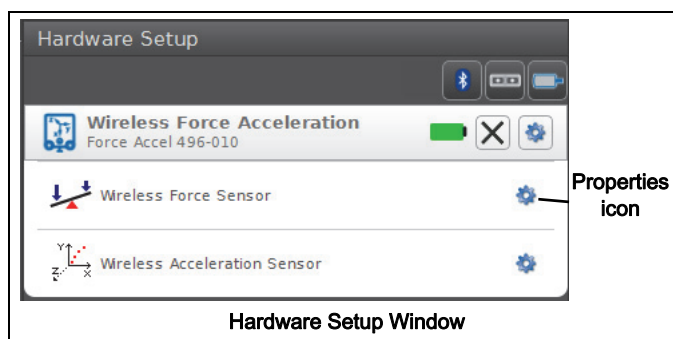 Hardware Setup
Wireless Force Acceleration
Force Accel 496-010
Wireless Force Sensor
Properties
icon
Y
Z
X
Wireless Acceleration Sensor
Hardware Setup Window